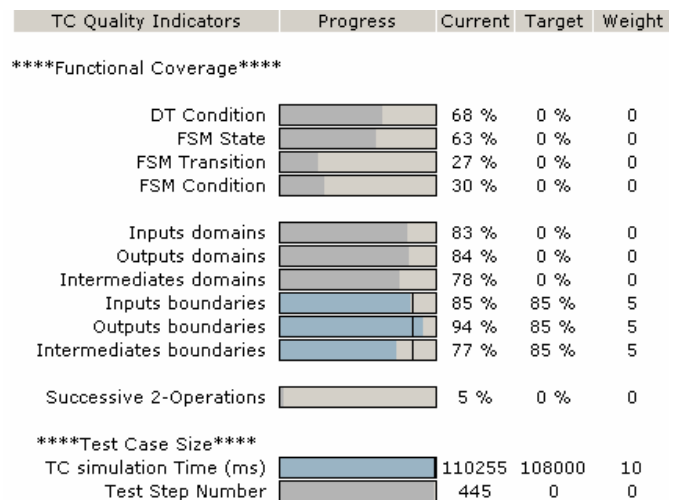 TC Quality Indicators Progress Current Target Weight
****Functional Coverage****
DT Condition 68 % 0 % 0
FSM State 63 % 0 % 0
FSM Transition 27 % 0 % 0
FSM Condition 30 % 0 % 0
Inputs domains 83 % 0 % 0
Outputs domains 84 % 0 % 0
Intermediates domains 78 % 0 % 0
Inputs boundaries 85 % 85 % 5
Outputs boundaries 94 % 85 % 5
Intermediates boundaries 77 % 85 % 5
Successive 2-Operations 5 % 0 % 0
****Test Case Size****
TC simulation Time (ms) 110255 108000 10
Test Step Number 445 0 0